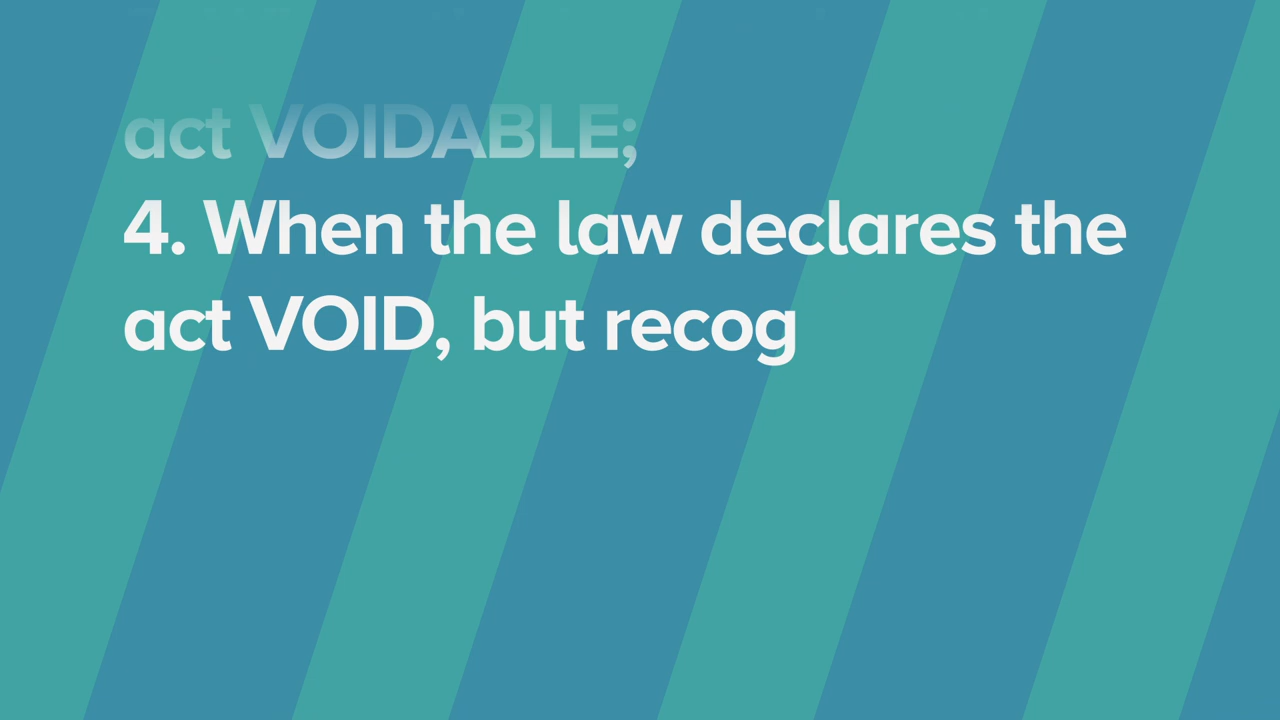 act VOIDABLE;
4. When the law declares the
act VOID, but recog